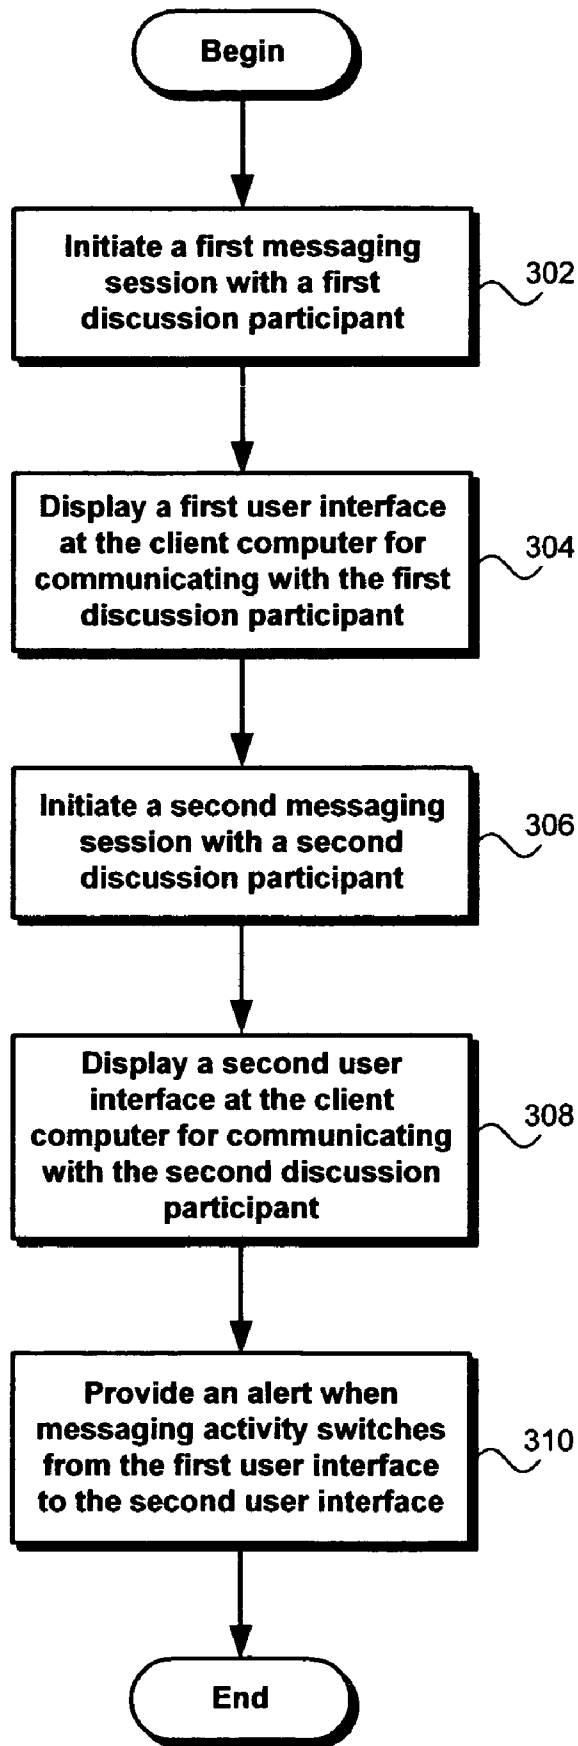 Begin
Initiate a first messaging
session with a first
discussion participant
302
Display a first user interface
at the client computer for
communicating with the first
discussion participant
304
Initiate a second messaging
session with a second
discussion participant
306
Display a second user
interface at the client
computer for communicating
with the second discussion
participant
308
Provide an alert when
messaging activity switches
from the first user interface
to the second user interface
310
End